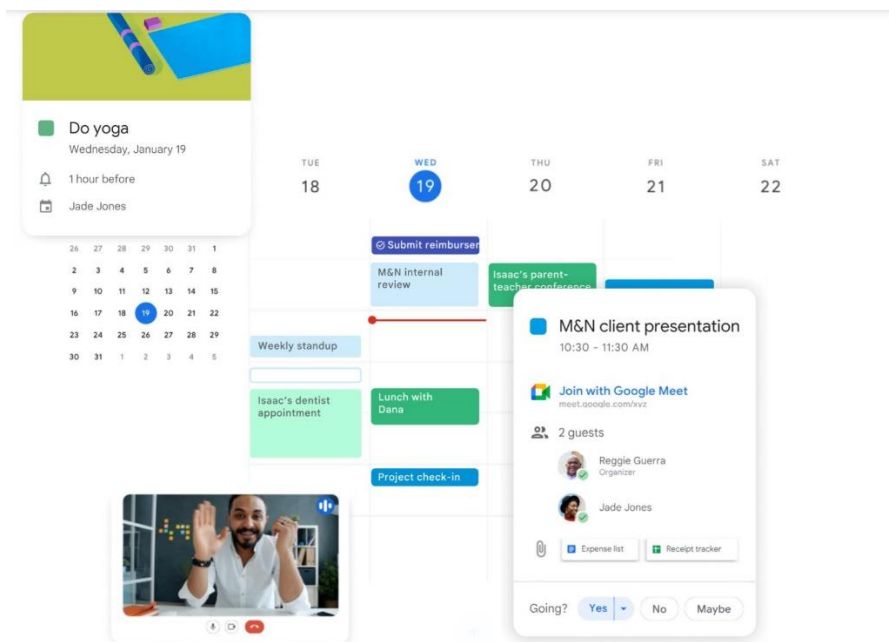 Do yoga
Wednesday, January 19
1 hour before
Jade Jones
26 27 28 29 30 31 1
2 3 4 5 6 7 8
9 10 11 12 13 14 15
16 17 18 19 20 21 22
23 24 25 26 27 28 29
30 31 1 2 3 4 5
TUE WED THU FRI SAT
18 19 20 21 22
Submit reimburser
M&N internal
review
Isaac's parent-
teacher conference
Weekly standup
Isaac's dentist
appointment
Lunch with
Dana
Project check-in
M&N client presentation
10:30 - 11:30 AM
Join with Google Meet
meet.google.com/xyz
2 guests
Reggie Guerra
Organizer
Jade Jones
Expense list
Receipt tracker
Going? Yes No Maybe